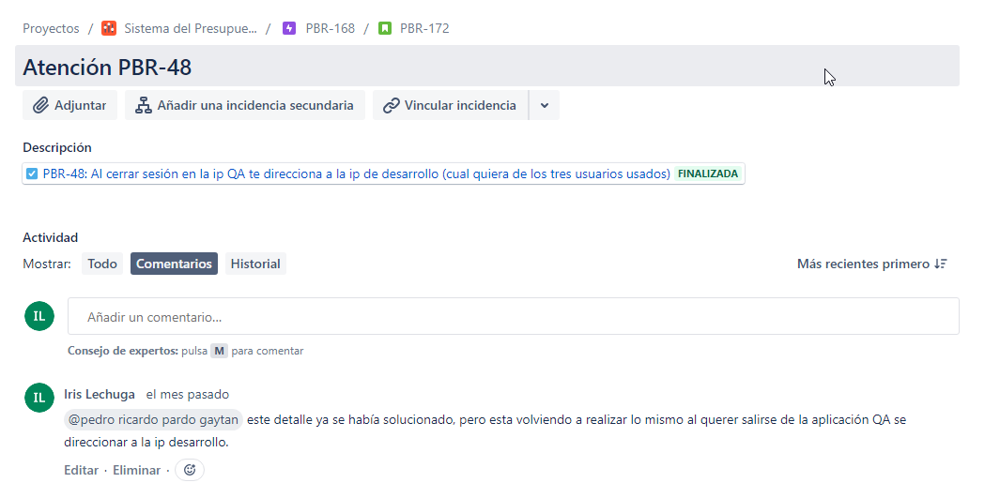 Proyectos / Sistema del Presupue... / PBR-168 / PBR-172
Atención PBR-48
Adjuntar Añadir una incidencia secundaria Vincular incidencia
Descripción
PBR-48: Al cerrar sesión en la ip QA te direcciona a la ip de desarrollo (cual quiera de los tres usuarios usados) FINALIZADA
Actividad
Mostrar: Todo Comentarios Historial Más recientes primero
IL Añadir un comentario...
Consejo de expertos: pulsa M para comentar
IL Iris Lechuga el mes pasado
@pedro ricardo pardo gaytan este detalle ya se había solucionado, pero esta volviendo a realizar lo mismo al querer salirse de la aplicación QA se
direccionar a la ip desarrollo.
Editar · Eliminar ·